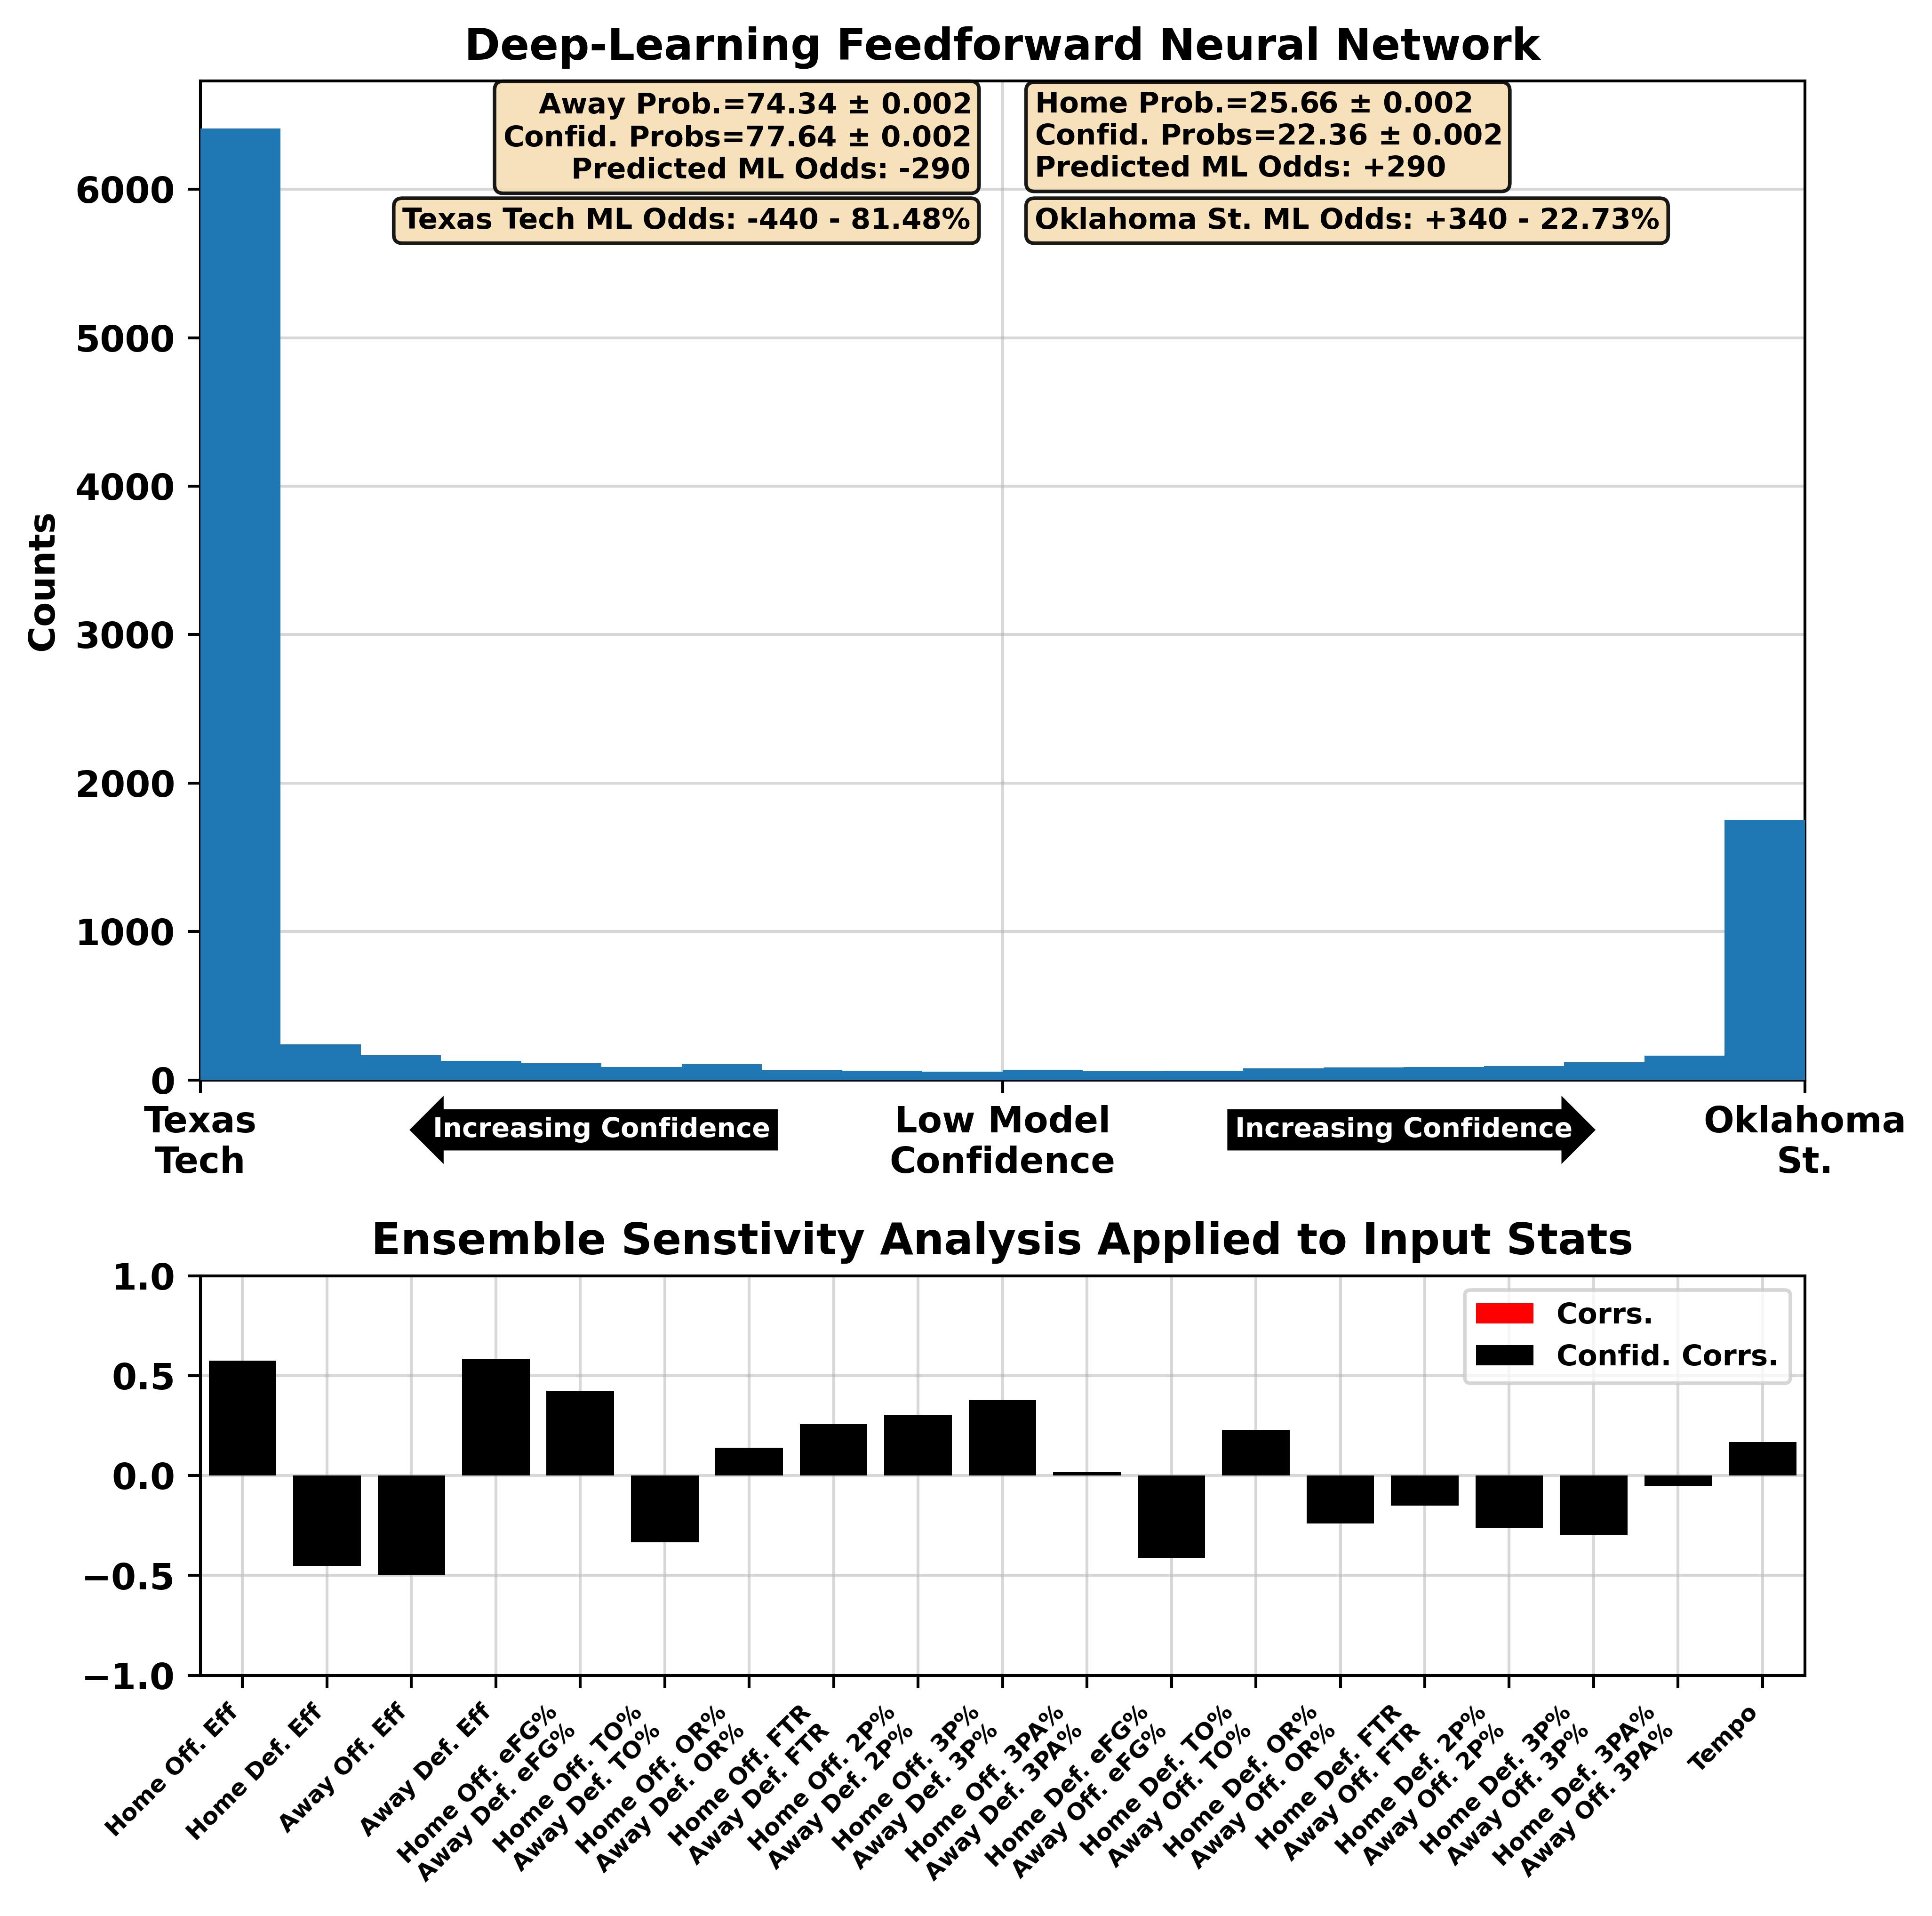 Deep-Learning Feedforward Neural Network
Away Prob.=74.34 ± 0.002
Confid. Probs=77.64 ± 0.002
Predicted ML Odds: -290
Home Prob.=25.66 ± 0.002
Confid. Probs=22.36 ± 0.002
Predicted ML Odds: +290
Texas Tech ML Odds: -440 - 81.48%
Oklahoma St. ML Odds: +340 - 22.73%
Counts
6000
5000
4000
3000
2000
1000
0
Texas
Tech
Increasing Confidence
Low Model
Confidence
Increasing Confidence
Oklahoma
St.
Ensemble Senstivity Analysis Applied to Input Stats
Corrs.
Confid. Corrs.
1.0
0.5
0.0
−0.5
−1.0
Home Off. Eff
Home Def. Eff
Away Off. Eff
Away Def. Eff
Home Off. eFG%
Away Def. eFG%
Home Off. TO%
Away Def. TO%
Home Off. OR%
Away Def. OR%
Home Off. FTR
Away Def. FTR
Home Off. 2P%
Away Def. 2P%
Home Off. 3P%
Away Def. 3P%
Home Off. 3PA%
Away Def. 3PA%
Home Def. eFG%
Away Off. eFG%
Home Def. TO%
Away Off. TO%
Home Def. OR%
Away Off. OR%
Home Def. FTR
Away Off. FTR
Home Def. 2P%
Away Off. 2P%
Home Def. 3P%
Away Off. 3P%
Home Def. 3PA%
Away Off. 3PA%
Tempo